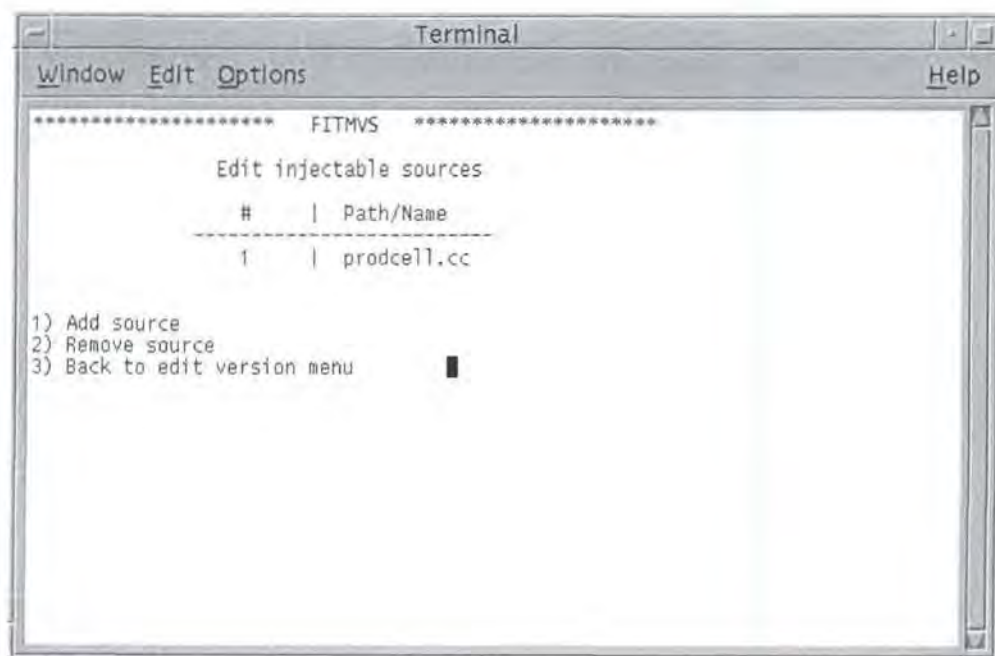 Terminal
Window Edit Options Help
********************* FITMVS *********************
Edit injectable sources
# | Path/Name
--------------------------
1 | prodcell.cc
1) Add source
2) Remove source
3) Back to edit version menu